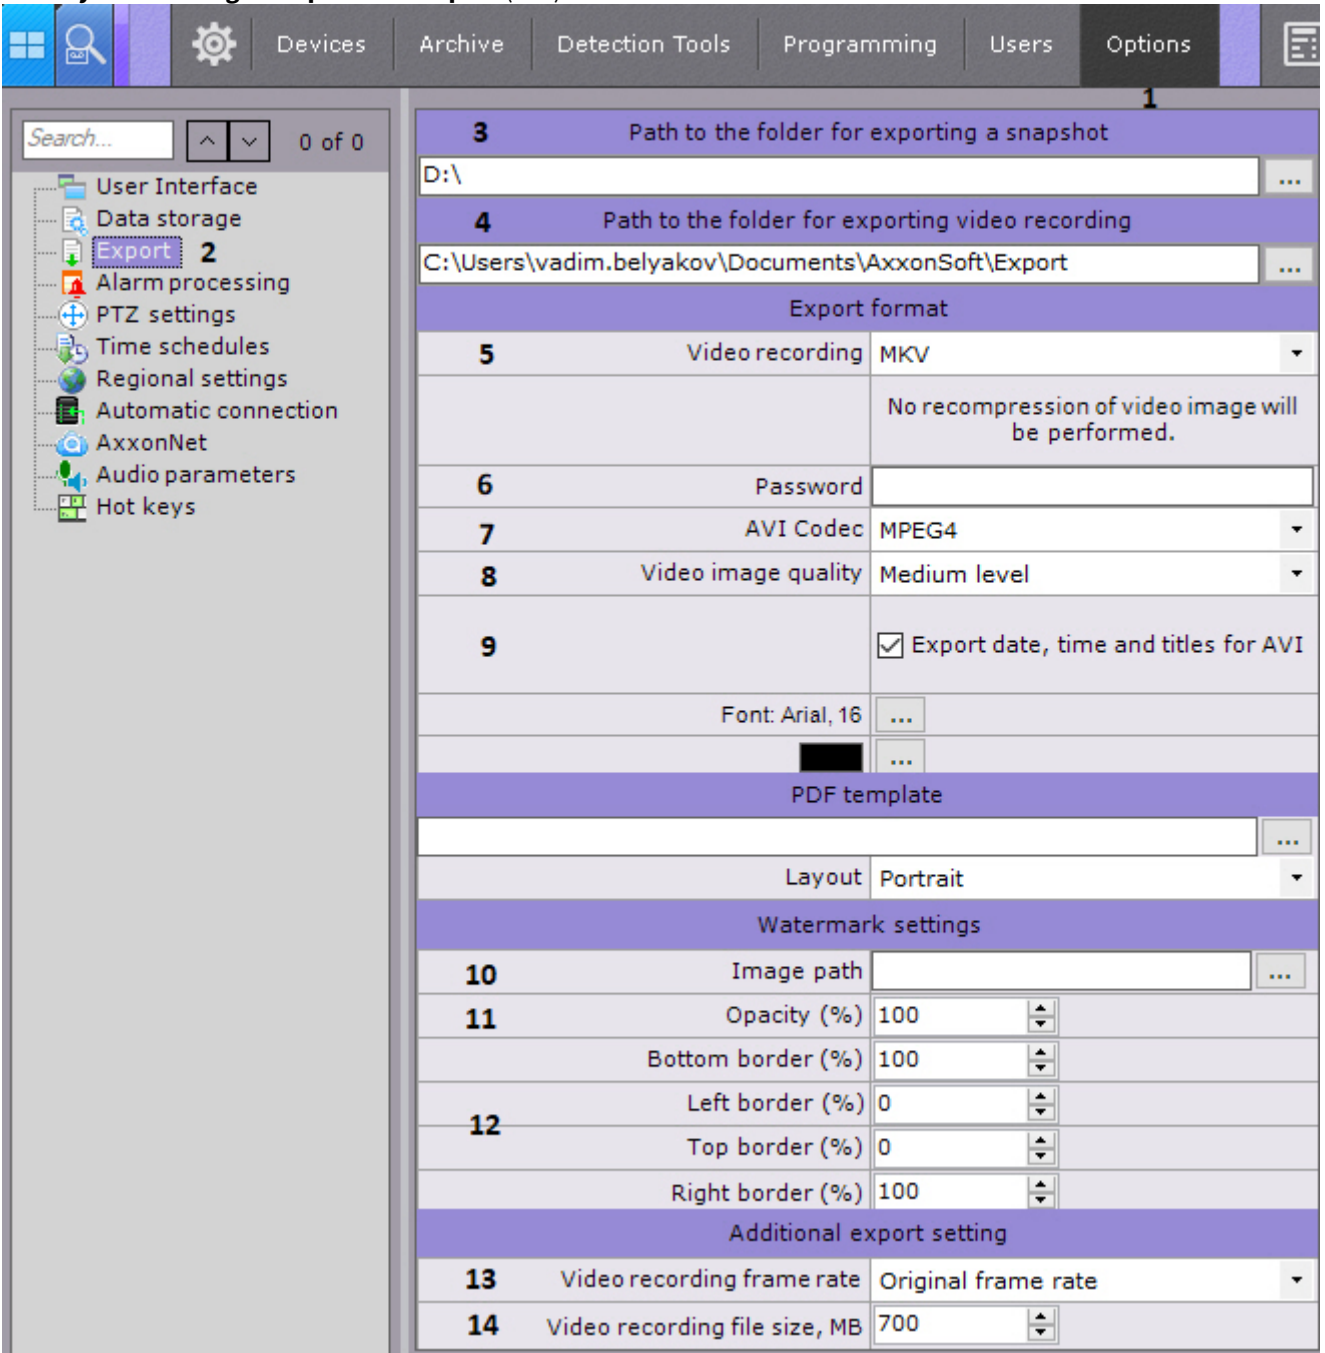 Devices Archive Detection Tools Programming Users Options
1
Search... 0 of 0
User Interface
Data storage
Export 2
Alarm processing
PTZ settings
Time schedules
Regional settings
Automatic connection
AxxonNet
Audio parameters
Hot keys
3 Path to the folder for exporting a snapshot
D:\ ...
4 Path to the folder for exporting video recording
C:\Users\vadim.belyakov\Documents\AxxonSoft\Export ...
Export format
5 Video recording MKV
No recompression of video image will
be performed.
6 Password
7 AVI Codec MPEG4
8 Video image quality Medium level
9 Export date, time and titles for AVI
Font: Arial, 16 ...
...
PDF template
...
Layout Portrait
Watermark settings
10 Image path ...
11 Opacity (%) 100
Bottom border (%) 100
Left border (%) 0
12
Top border (%) 0
Right border (%) 100
Additional export setting
13 Video recording frame rate Original frame rate
14 Video recording file size, MB 700